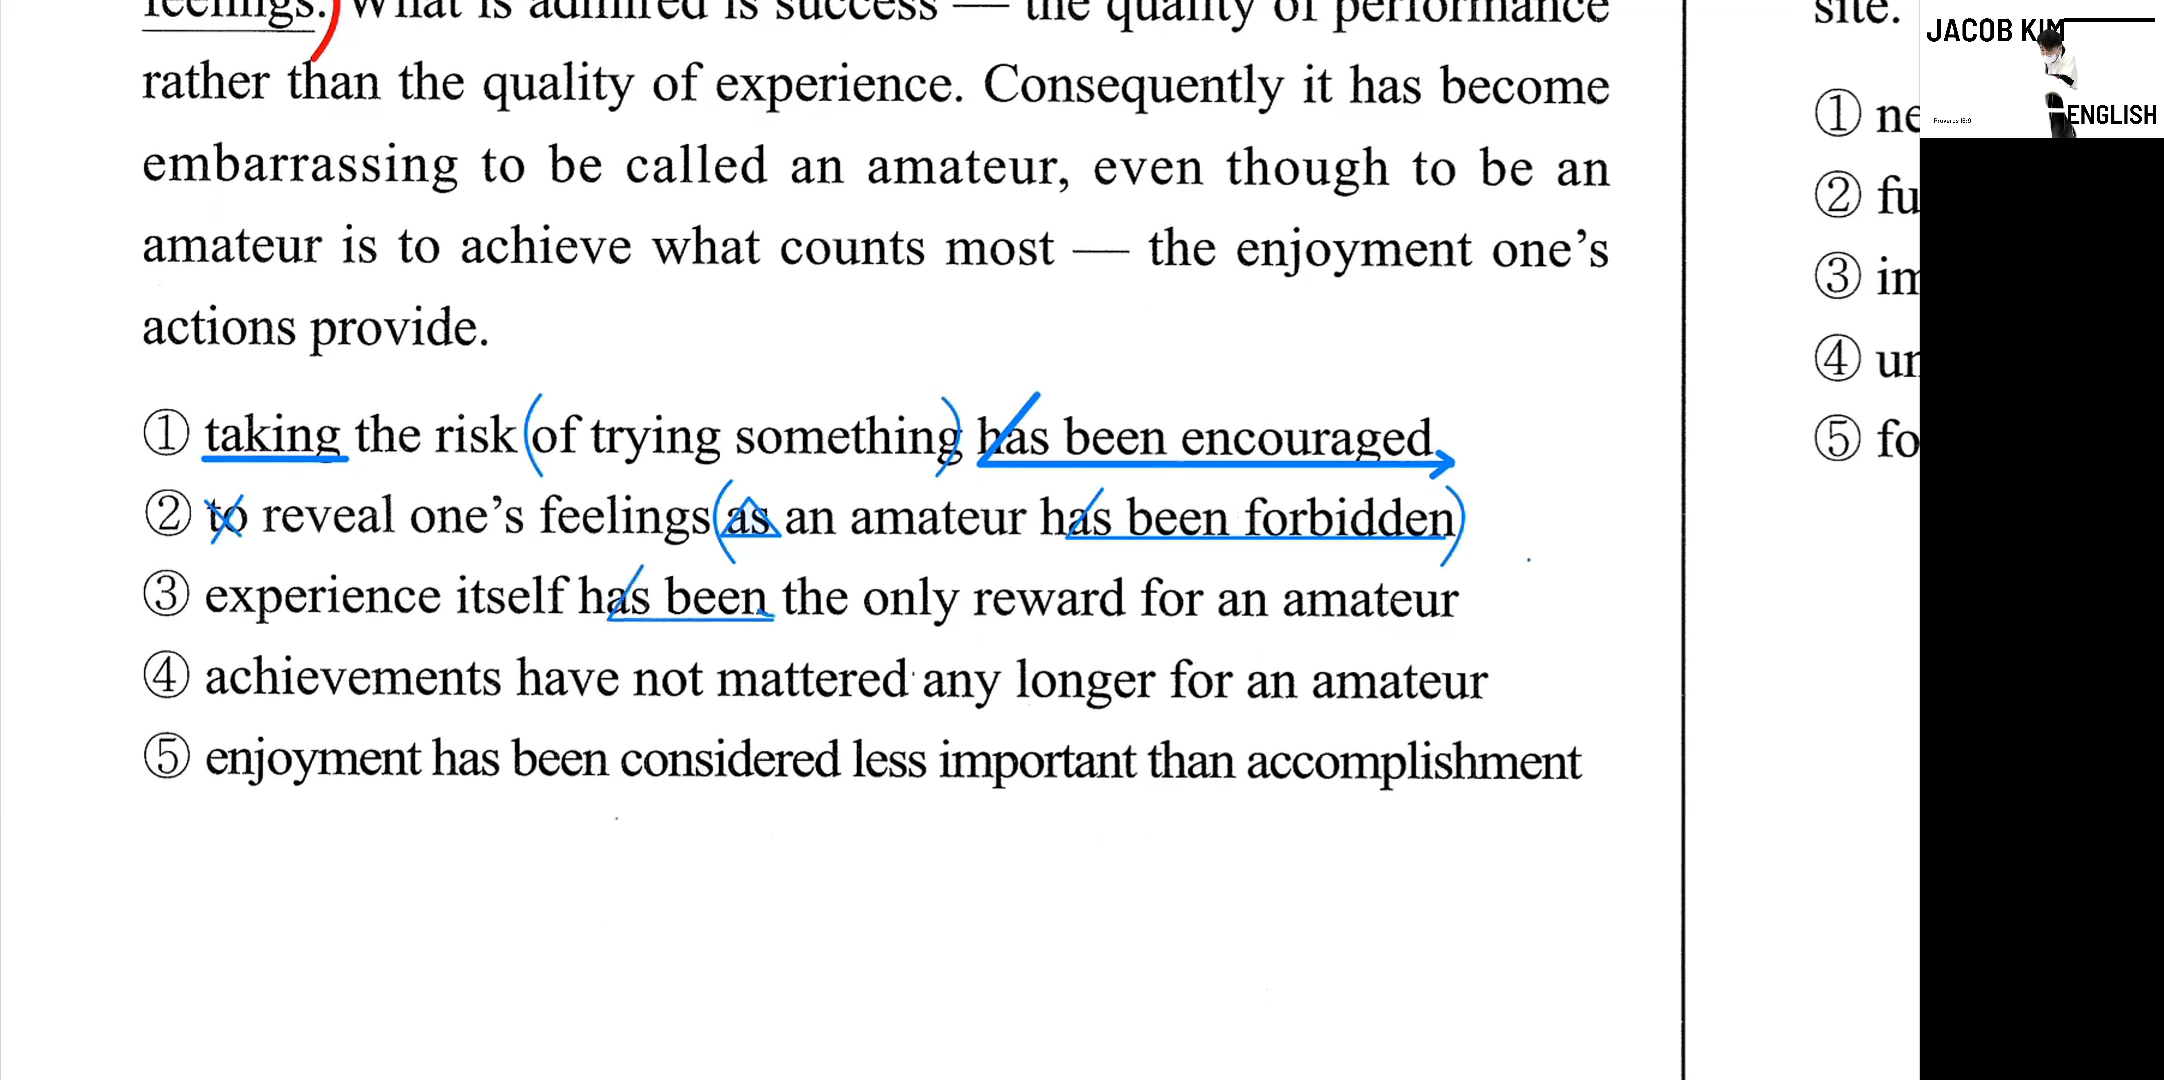 feelings. What is admired is success — the quality of performance
rather than the quality of experience. Consequently it has become
embarrassing to be called an amateur, even though to be an
amateur is to achieve what counts most — the enjoyment one's
actions provide.
① taking the risk of trying something has been encouraged
② to reveal one's feelings as an amateur has been forbidden
③ experience itself has been the only reward for an amateur
④ achievements have not mattered any longer for an amateur
⑤ enjoyment has been considered less important than accomplishment
site.
① ne
② fu
③ im
④ un
⑤ fo
JACOB KIM
ENGLISH
Proverbs 16:9